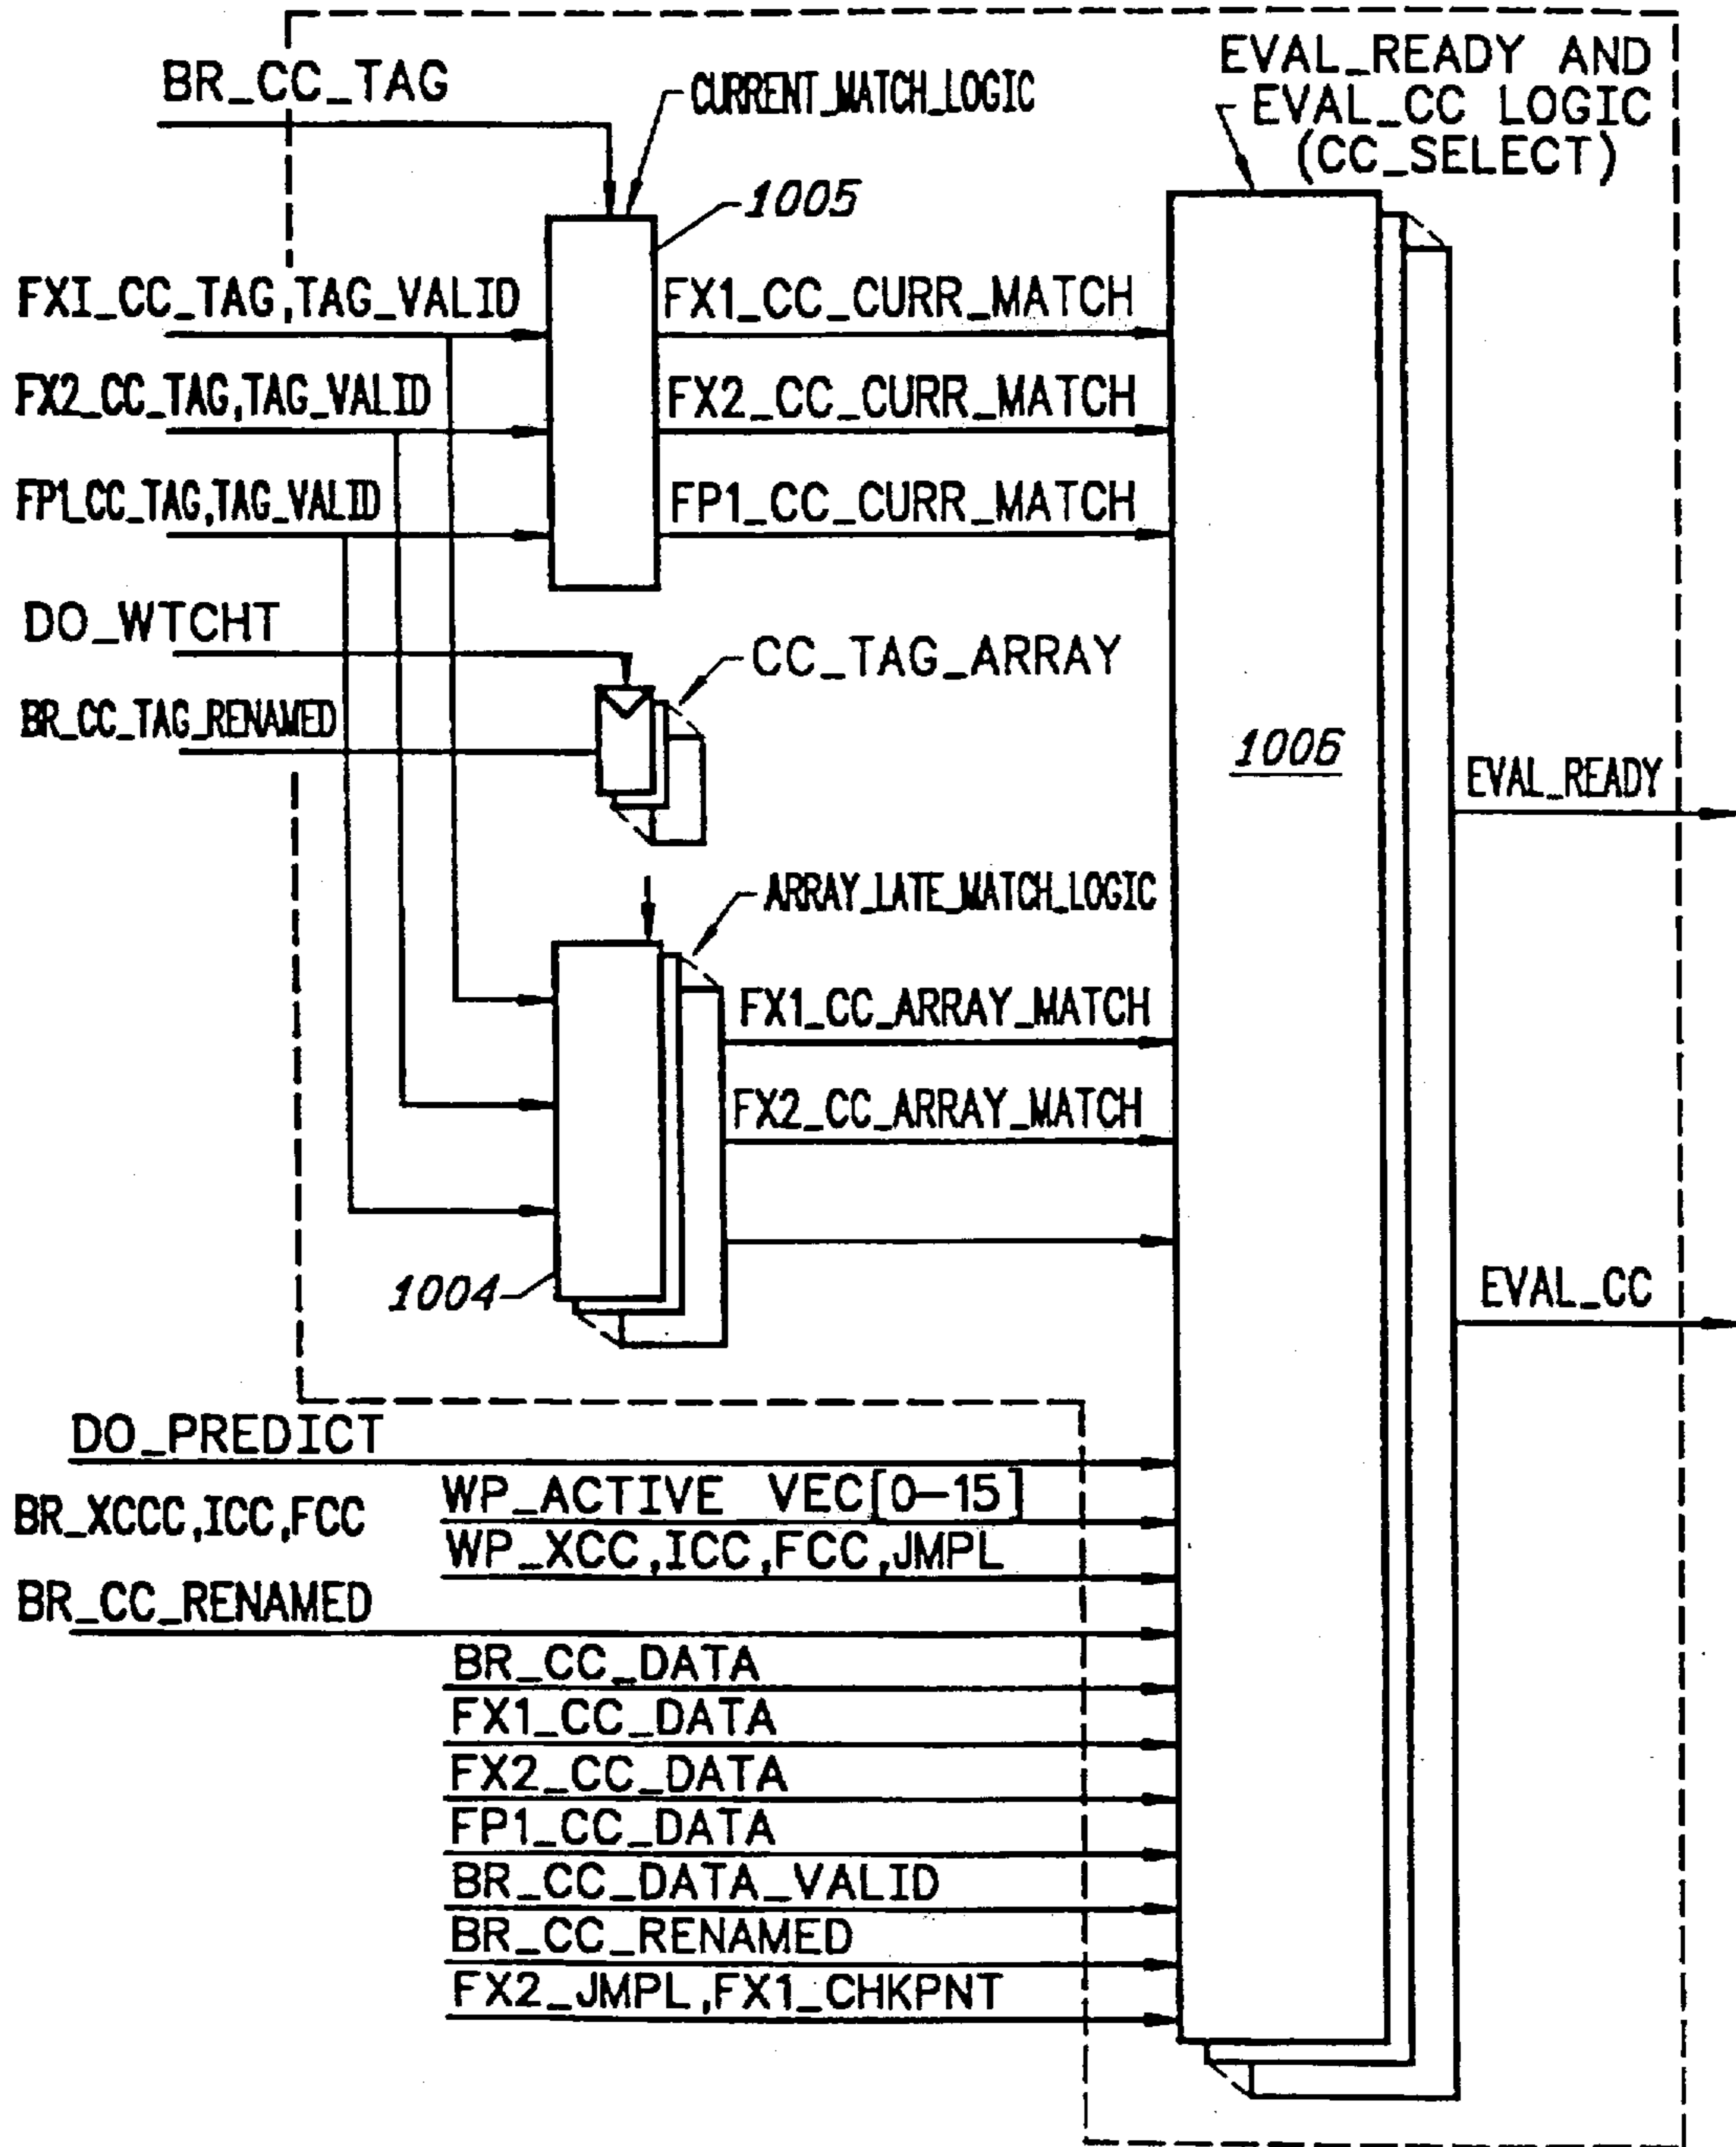 BR_CC_TAG
CURRENT_MATCH_LOGIC
EVAL_READY AND
EVAL_CC LOGIC
(CC_SELECT)
1005
FXI_CC_TAG,TAG_VALID
FX1_CC_CURR_MATCH
FX2_CC_TAG,TAG_VALID
FX2_CC_CURR_MATCH
FP1_CC_TAG,TAG_VALID
FP1_CC_CURR_MATCH
DO_WTCHT
CC_TAG_ARRAY
BR_CC_TAG_RENAMED
1006
EVAL_READY
ARRAY_LATE_MATCH_LOGIC
FX1_CC_ARRAY_MATCH
FX2_CC_ARRAY_MATCH
1004
EVAL_CC
DO_PREDICT
WP_ACTIVE VEC[0-15]
BR_XCCC,ICC,FCC
WP_XCC,ICC,FCC,JMPL
BR_CC_RENAMED
BR_CC_DATA
FX1_CC_DATA
FX2_CC_DATA
FP1_CC_DATA
BR_CC_DATA_VALID
BR_CC_RENAMED
FX2_JMPL,FX1_CHKPNT